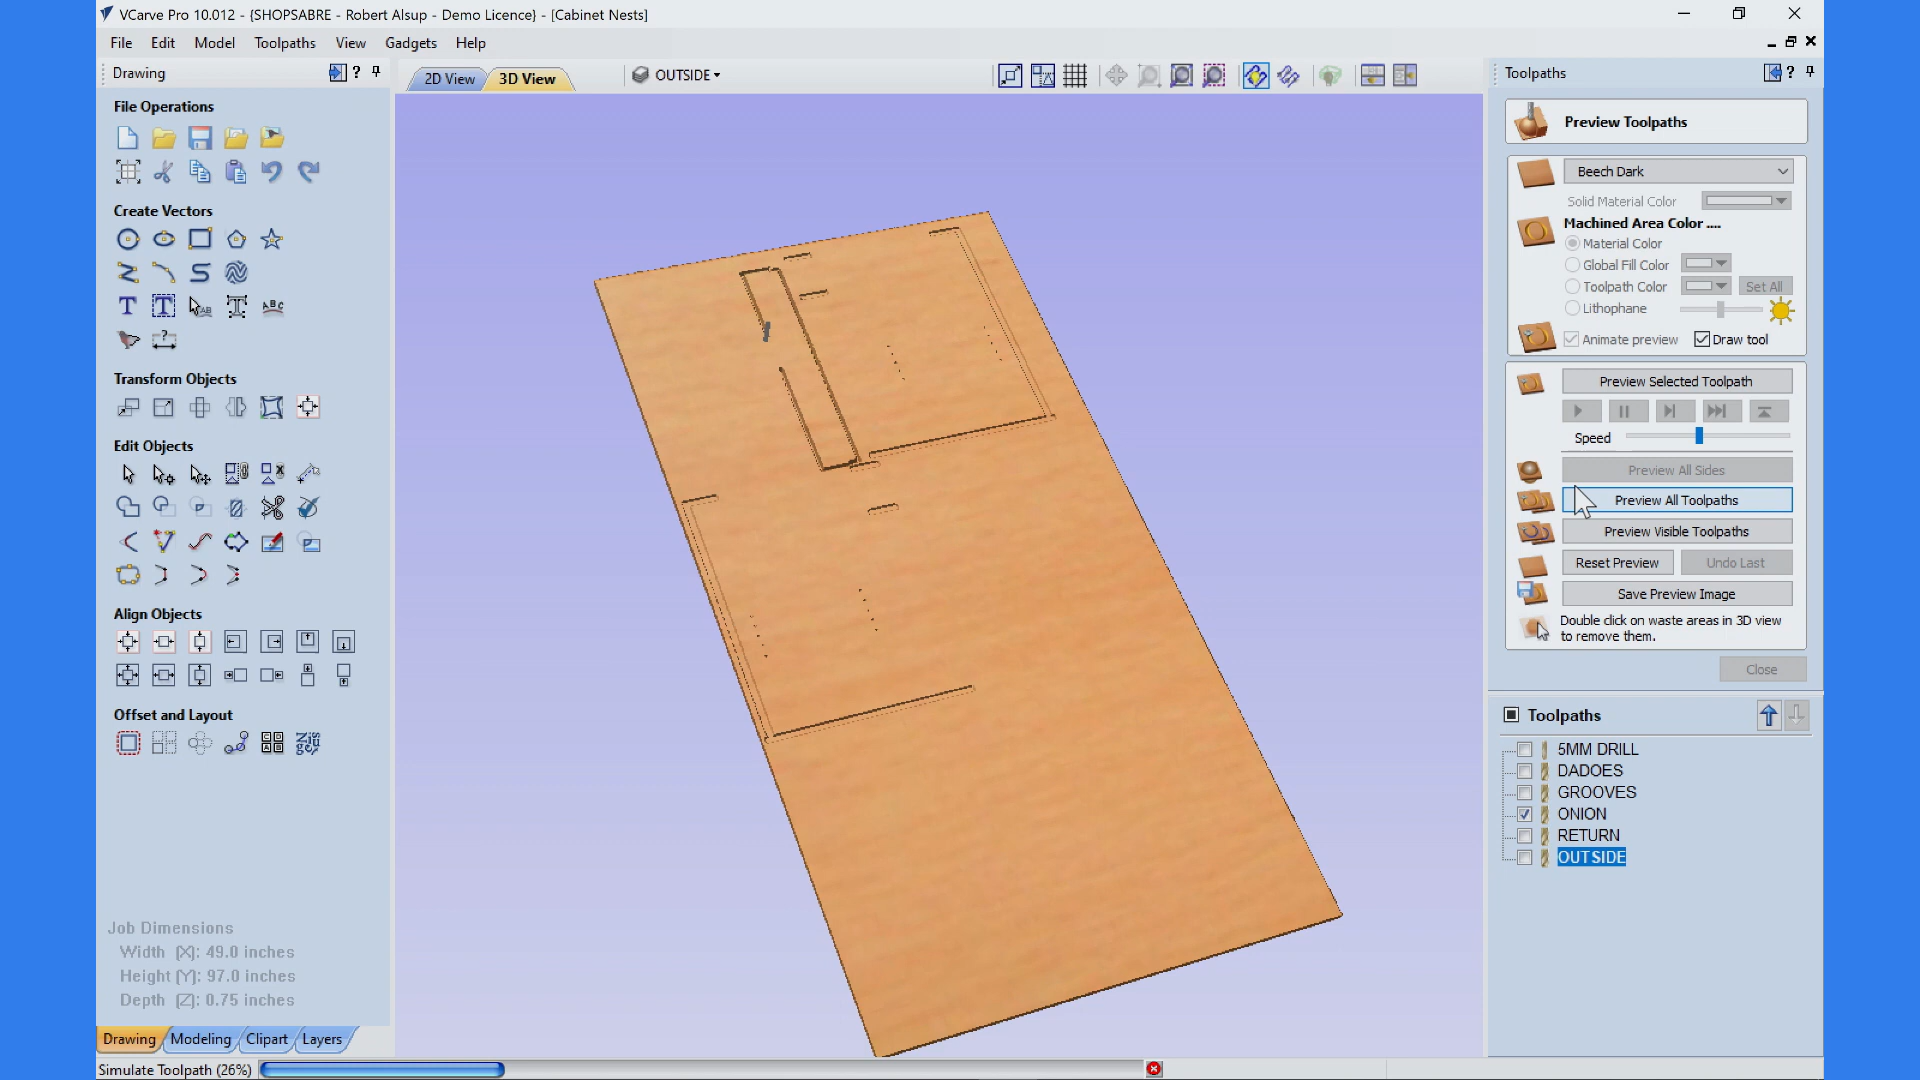 VCarve Pro 10.012 - {SHOPSABRE - Robert Alsup - Demo Licence} - [Cabinet Nests]
File Edit Model Toolpaths View Gadgets Help
Drawing
File Operations
Create Vectors
Transform Objects
Edit Objects
Align Objects
Offset and Layout
Job Dimensions
Width (X): 49.0 inches
Height (Y): 97.0 inches
Depth (Z): 0.75 inches
Drawing Modeling Clipart Layers
Simulate Toolpath (26%)
2D View 3D View OUTSIDE
Toolpaths
Preview Toolpaths
Beech Dark
Solid Material Color
Machined Area Color ....
Material Color
Global Fill Color
Toolpath Color Set All
Lithophane
Animate preview Draw tool
Preview Selected Toolpath
Speed
Preview All Sides
Preview All Toolpaths
Preview Visible Toolpaths
Reset Preview Undo Last
Save Preview Image
Double click on waste areas in 3D view
to remove them.
Close
Toolpaths
5MM DRILL
DADOES
GROOVES
ONION
RETURN
OUTSIDE